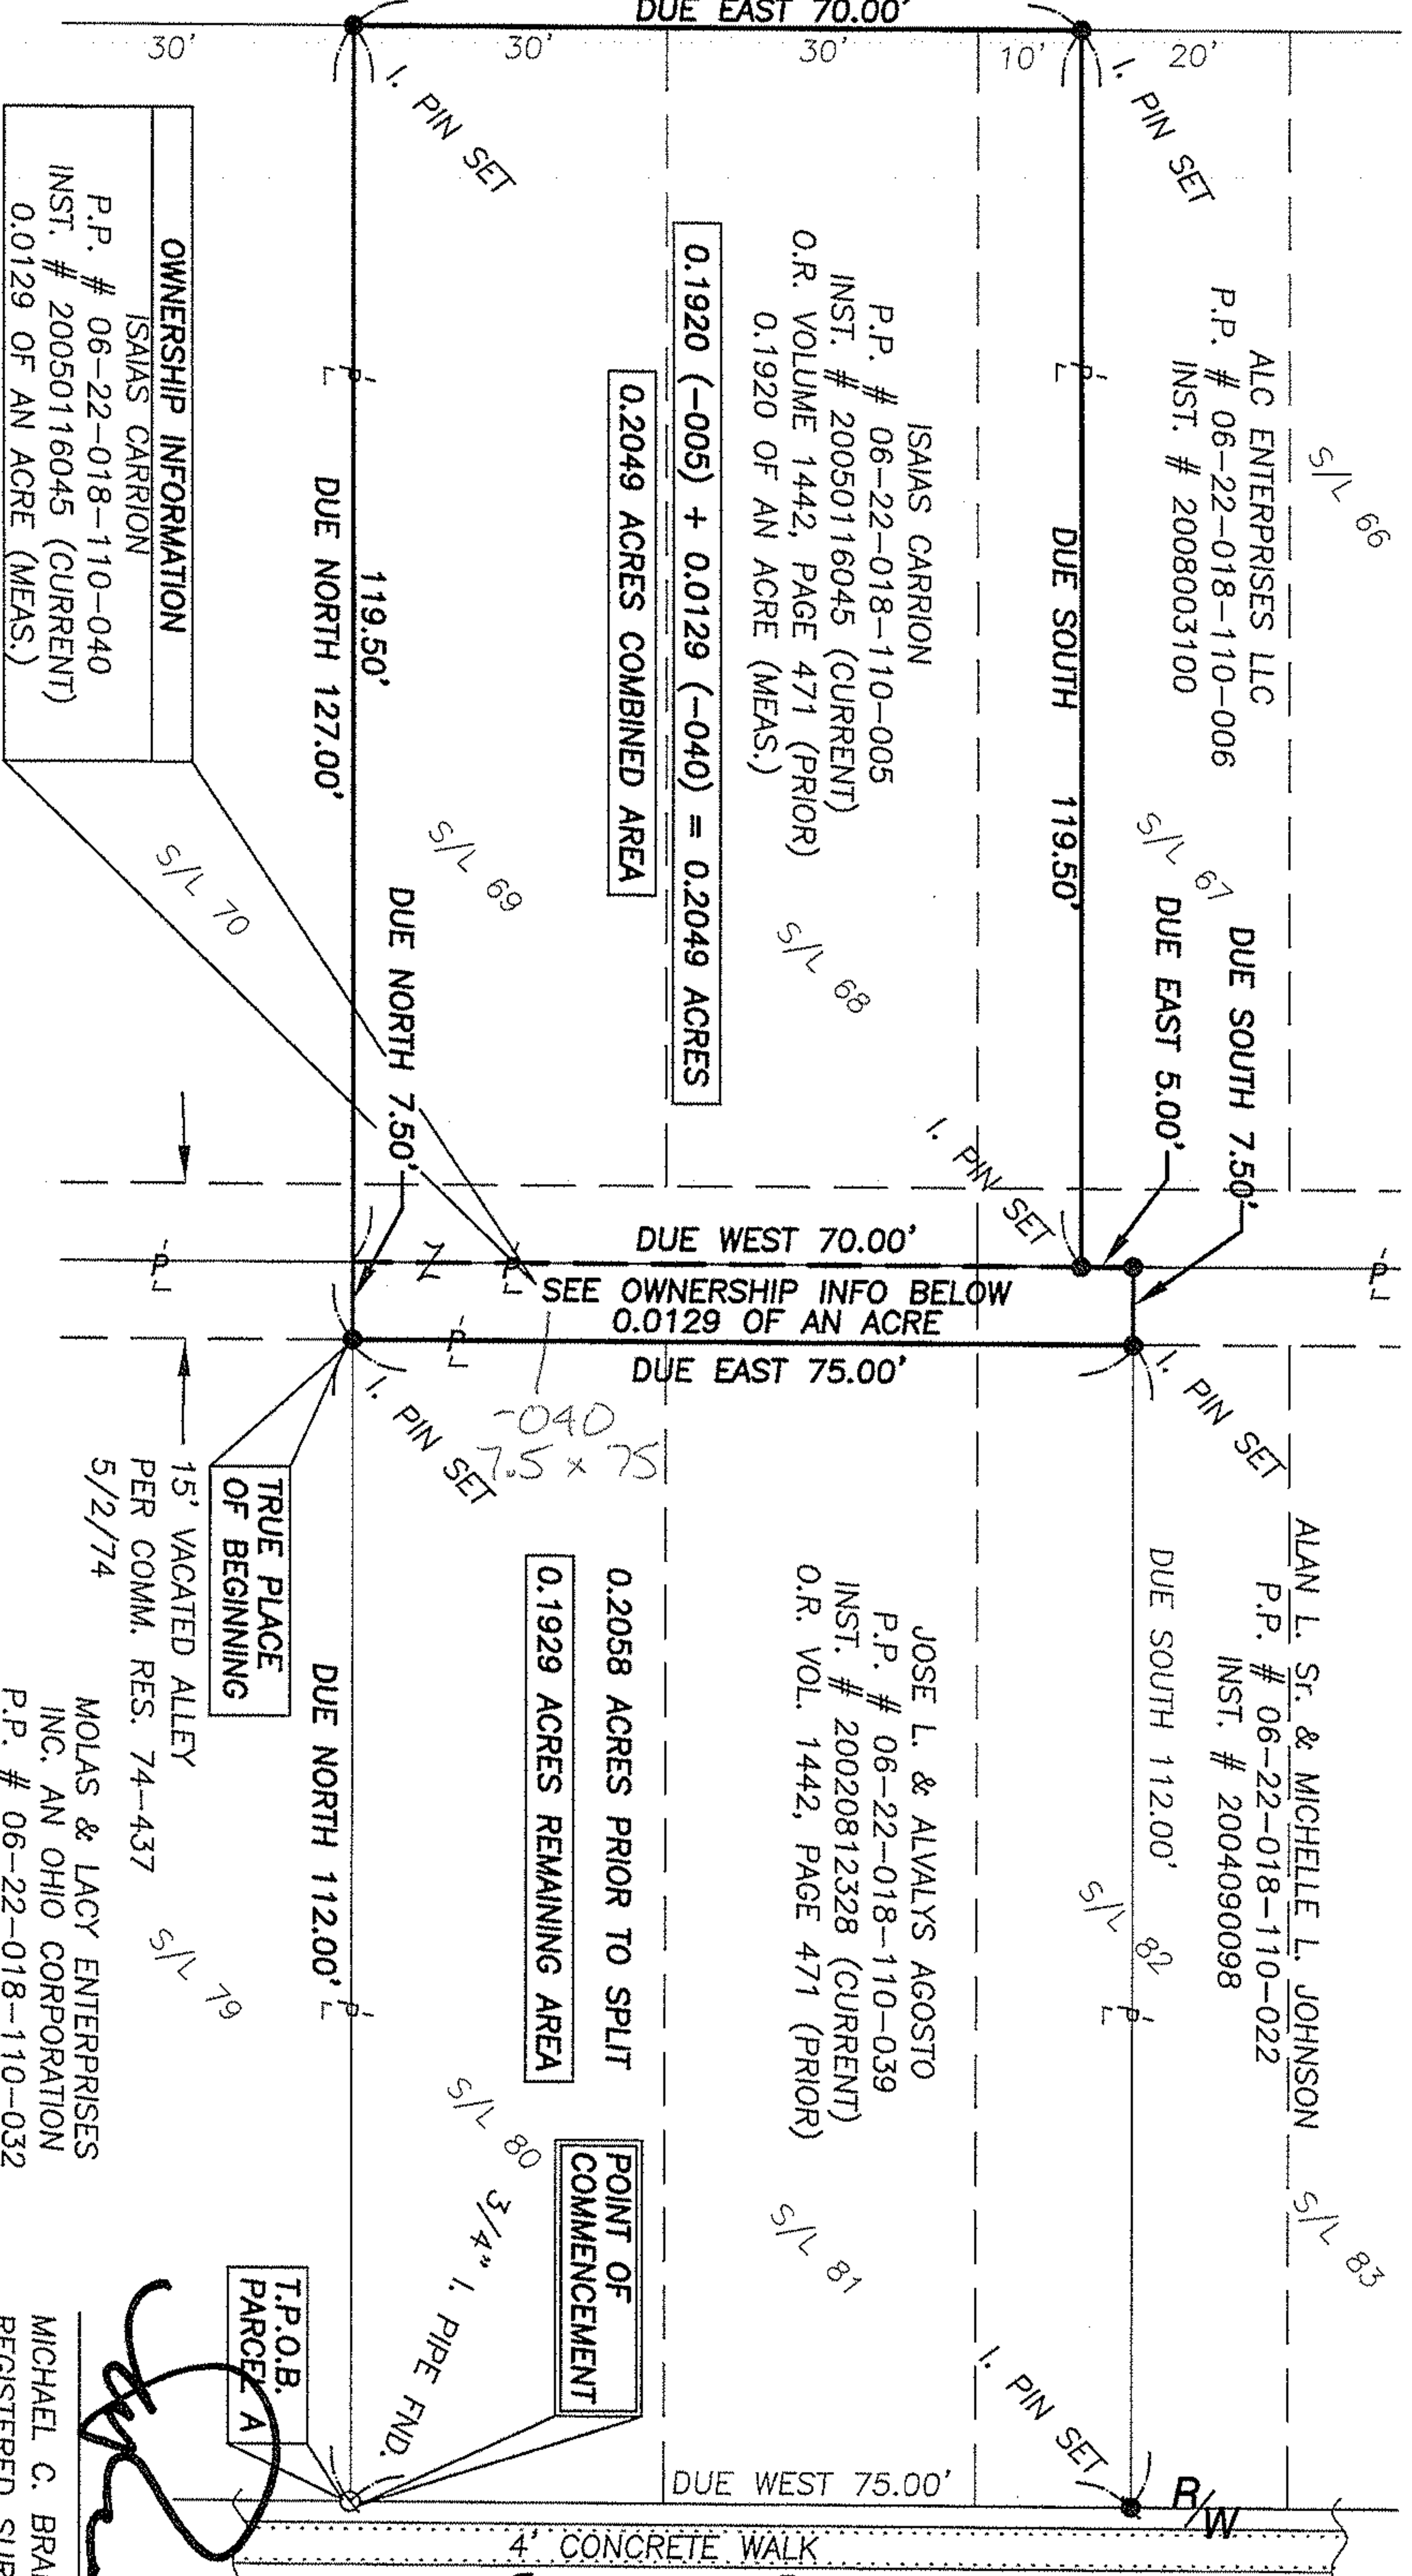 DUE EAST 70.00'
30'
30'
30'
10'
20'
I. PIN SET
I. PIN SET
S/L 66
ALC ENTERPRISES LLC
P.P. # 06-22-018-110-006
INST. # 2008003100
S/L 67
DUE SOUTH 7.50'
DUE EAST 5.00'
DUE SOUTH 119.50'
ISAIAS CARRION
P.P. # 06-22-018-110-005
INST. # 20050116045 (CURRENT)
O.R. VOLUME 1442, PAGE 471 (PRIOR)
0.1920 OF AN ACRE (MEAS.)
S/L 68
0.1920 (-005) + 0.0129 (-040) = 0.2049 ACRES
0.2049 ACRES COMBINED AREA
S/L 69
119.50'
DUE NORTH 127.00'
DUE NORTH 7.50'
S/L 70
OWNERSHIP INFORMATION
ISAIAS CARRION
P.P. # 06-22-018-110-040
INST. # 20050116045 (CURRENT)
0.0129 OF AN ACRE (MEAS.)
I. PIN SET
DUE WEST 70.00'
SEE OWNERSHIP INFO BELOW
0.0129 OF AN ACRE
DUE EAST 75.00'
-040
7.5 x 75
I. PIN SET
I. PIN SET
ALAN L. Sr. & MICHELLE L. JOHNSON
P.P. # 06-22-018-110-022
INST. # 2004090098
S/L 83
DUE SOUTH 112.00'
S/L 82
JOSE L. & ALVALYS AGOSTO
P.P. # 06-22-018-110-039
INST. # 20020812328 (CURRENT)
O.R. VOL. 1442, PAGE 471 (PRIOR)
S/L 81
0.2058 ACRES PRIOR TO SPLIT
0.1929 ACRES REMAINING AREA
S/L 80
POINT OF
COMMENCEMENT
3/4" I. PIPE FND.
DUE NORTH 112.00'
TRUE PLACE
OF BEGINNING
15' VACATED ALLEY
PER COMM. RES. 74-437
5/2/74
S/L 79
MOLAS & LACY ENTERPRISES
INC. AN OHIO CORPORATION
P.P. # 06-22-018-110-032
T.P.O.B.
PARCEL A
I. PIN SET
R/W
DUE WEST 75.00'
4' CONCRETE WALK
MICHAEL C.
REGISTERED